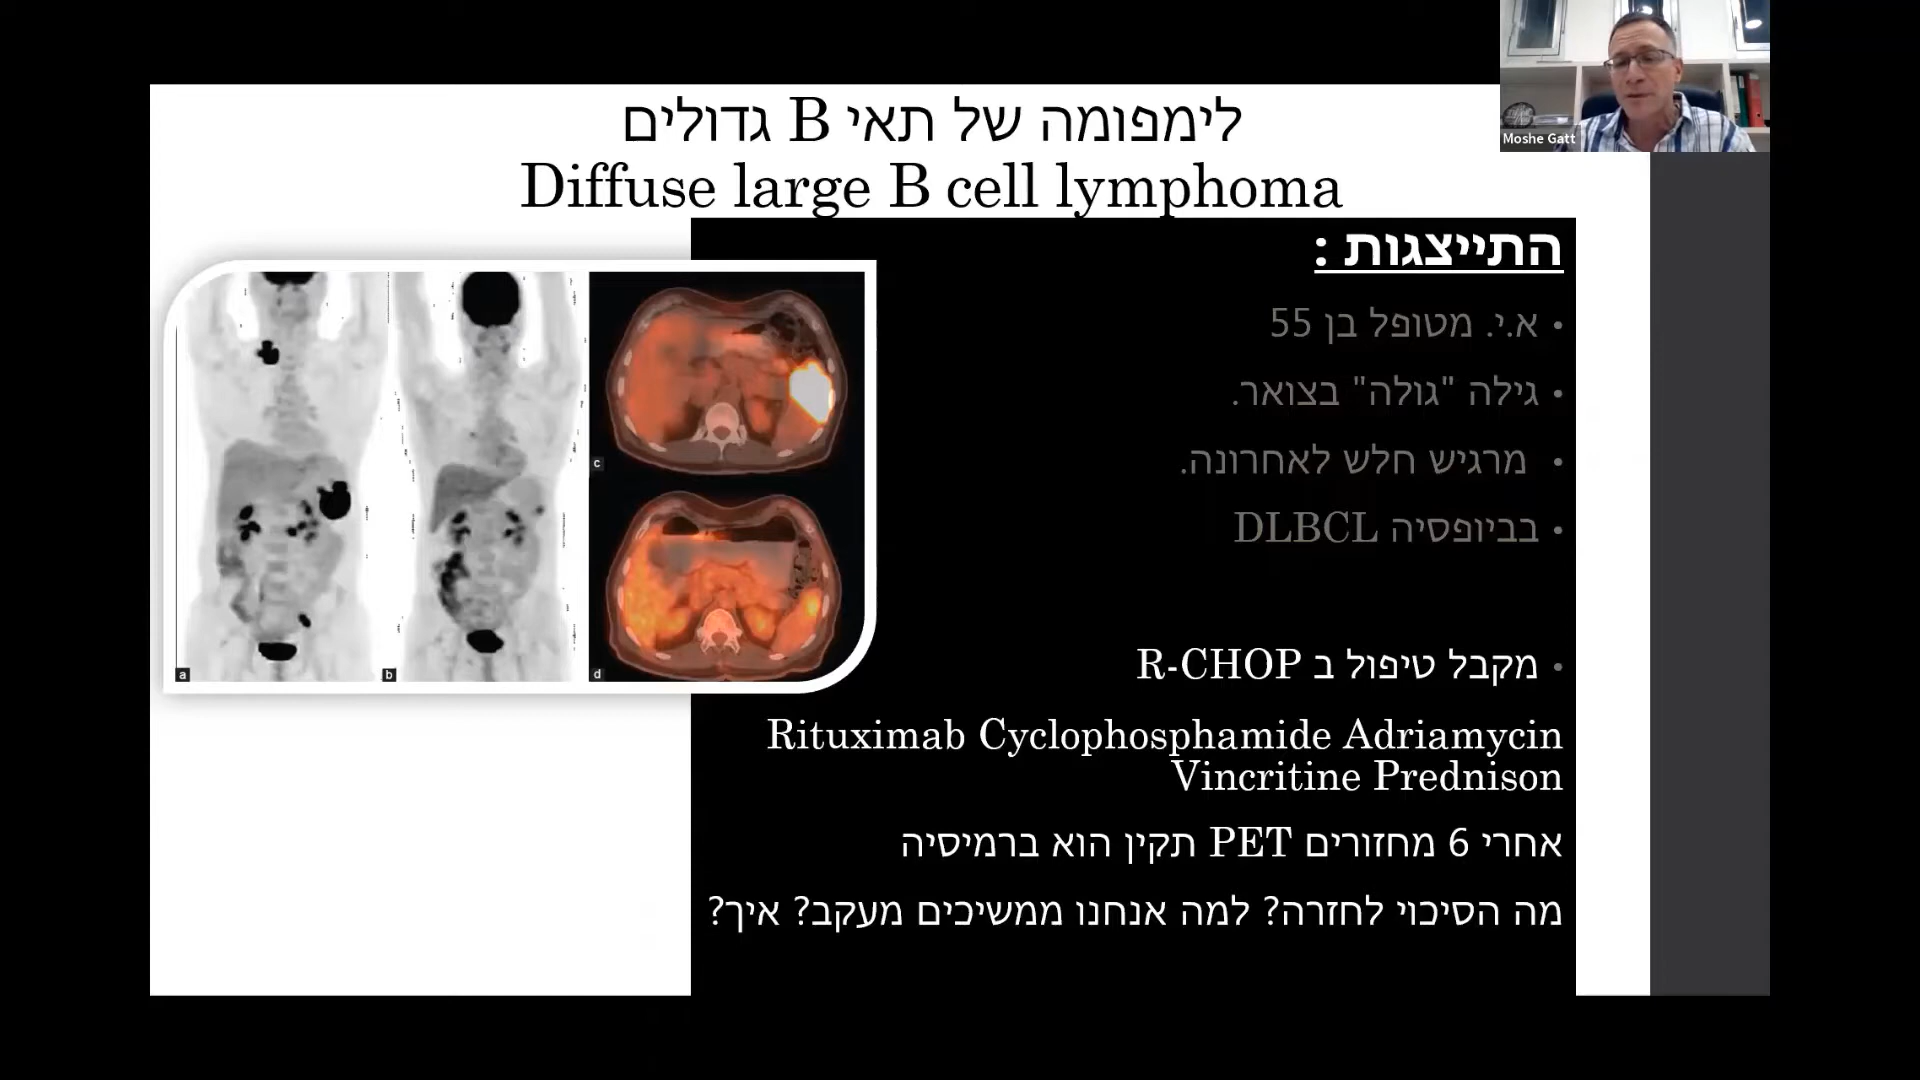 Moshe Gatt
לימפומה של תאי B גדולים
Diffuse large B cell lymphoma
התייצגות :
• א.י. מטופל בן 55
• גילה "גולה" בצואר.
• מרגיש חלש לאחרונה.
• בביופסיה DLBCL
• מקבל טיפול ב R-CHOP
Rituximab Cyclophosphamide Adriamycin
Vincritine Prednison
אחרי 6 מחזורים PET תקין הוא ברמיסיה
מה הסיכוי לחזרה? למה אנחנו ממשיכים מעקב? איך?
a
b
c
d